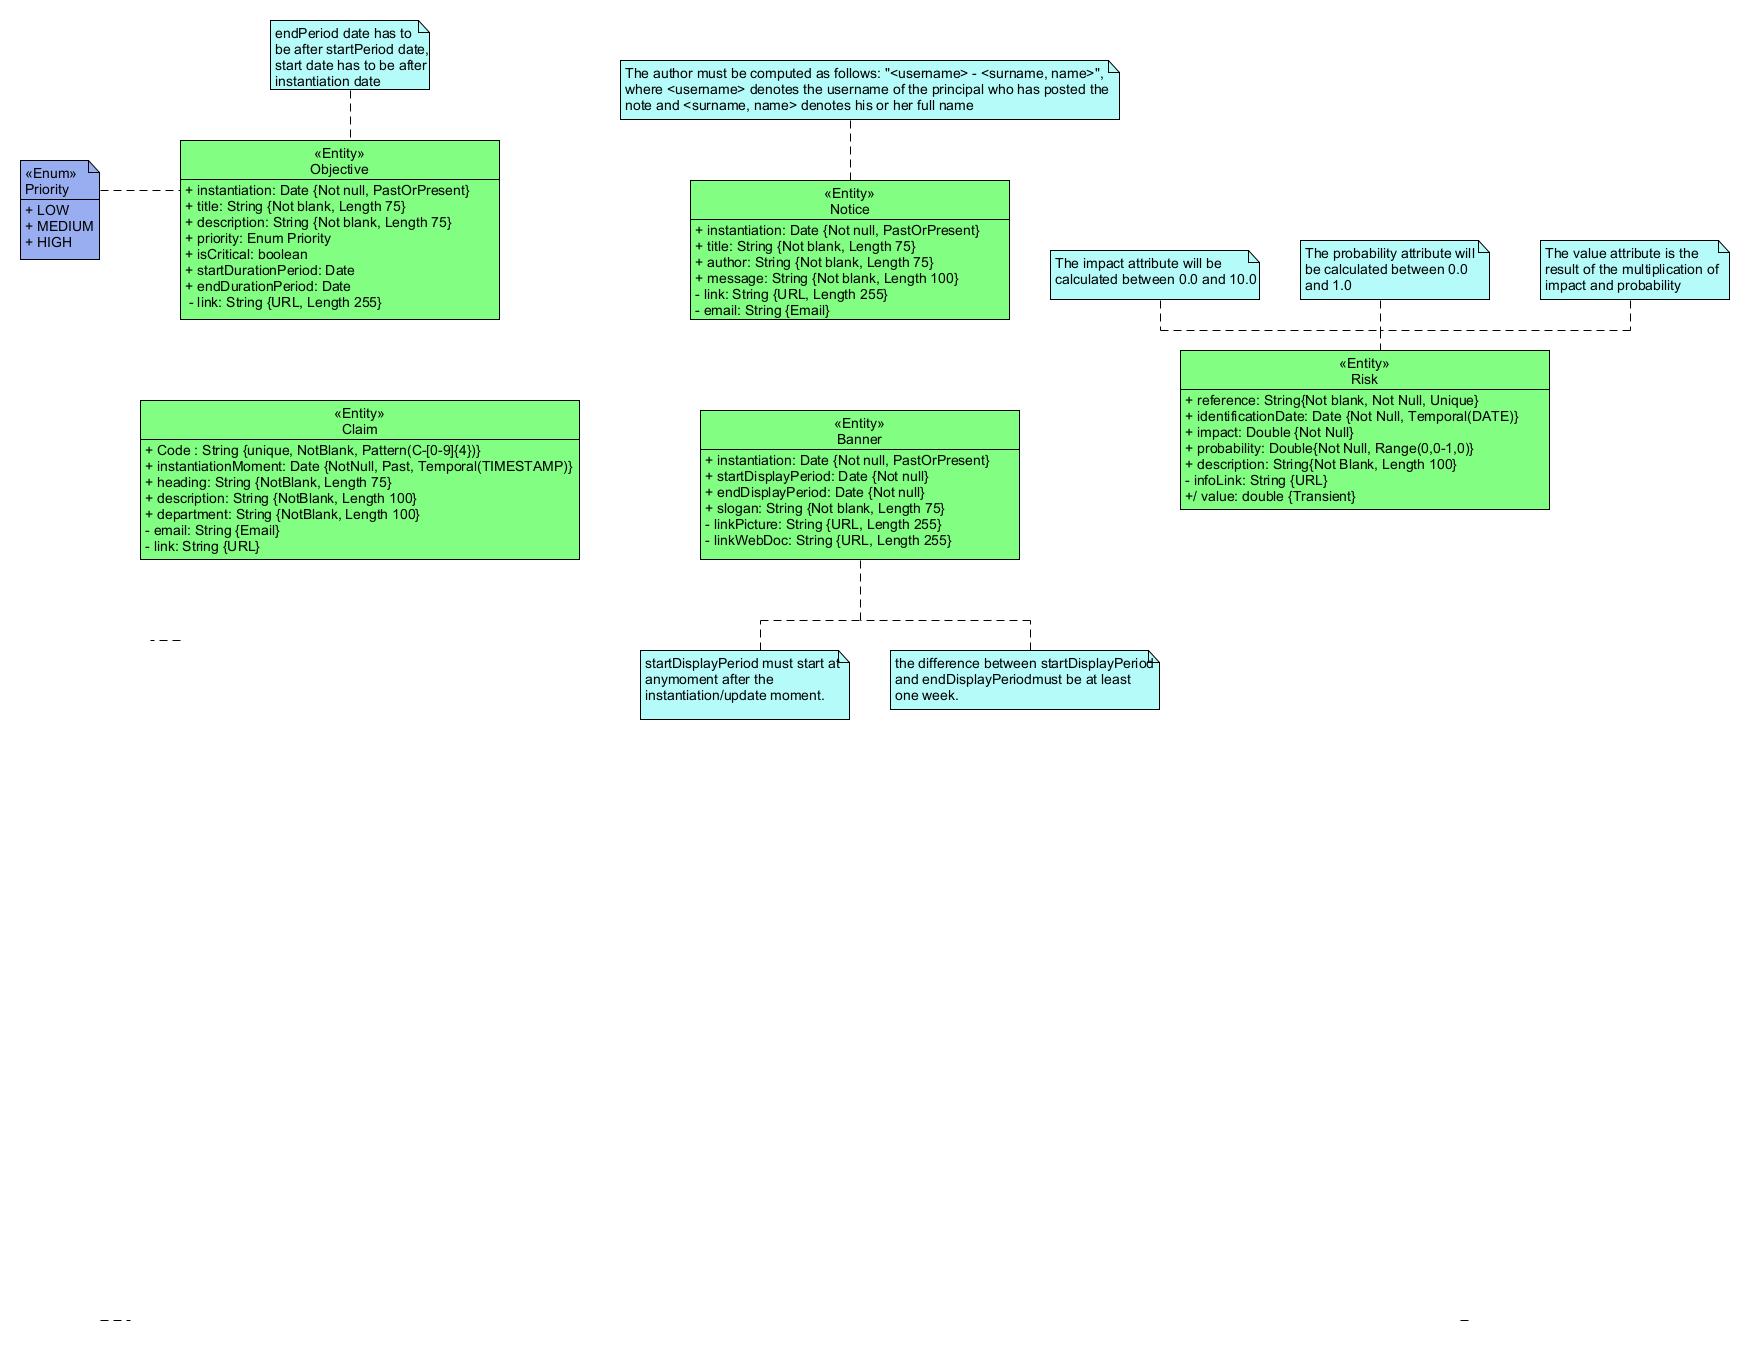 endPeriod date has to
be after startPeriod date,
start date has to be after
instantiation date
The author must be computed as follows: "<username> - <surname, name>",
where <username> denotes the username of the principal who has posted the
note and <surname, name> denotes his or her full name
«Enum»
Priority
+ LOW
+ MEDIUM
+ HIGH
«Entity»
Objective
+ instantiation: Date {Not null, PastOrPresent}
+ title: String {Not blank, Length 75}
+ description: String {Not blank, Length 75}
+ priority: Enum Priority
+ isCritical: boolean
+ startDurationPeriod: Date
+ endDurationPeriod: Date
- link: String {URL, Length 255}
«Entity»
Notice
+ instantiation: Date {Not null, PastOrPresent}
+ title: String {Not blank, Length 75}
+ author: String {Not blank, Length 75}
+ message: String {Not blank, Length 100}
- link: String {URL, Length 255}
- email: String {Email}
The impact attribute will be
calculated between 0.0 and 10.0
The probability attribute will
be calculated between 0.0
and 1.0
The value attribute is the
result of the multiplication of
impact and probability
«Entity»
Risk
+ reference: String{Not blank, Not Null, Unique}
+ identificationDate: Date {Not Null, Temporal(DATE)}
+ impact: Double {Not Null}
+ probability: Double{Not Null, Range(0,0-1,0)}
+ description: String{Not Blank, Length 100}
- infoLink: String {URL}
+/ value: double {Transient}
«Entity»
Claim
+ Code : String {unique, NotBlank, Pattern(C-[0-9]{4})}
+ instantiationMoment: Date {NotNull, Past, Temporal(TIMESTAMP)}
+ heading: String {NotBlank, Length 75}
+ description: String {NotBlank, Length 100}
+ department: String {NotBlank, Length 100}
- email: String {Email}
- link: String {URL}
«Entity»
Banner
+ instantiation: Date {Not null, PastOrPresent}
+ startDisplayPeriod: Date {Not null}
+ endDisplayPeriod: Date {Not null}
+ slogan: String {Not blank, Length 75}
- linkPicture: String {URL, Length 255}
- linkWebDoc: String {URL, Length 255}
startDisplayPeriod must start at
anymoment after the
instantiation/update moment.
the difference between startDisplayPeriod
and endDisplayPeriodmust be at least
one week.